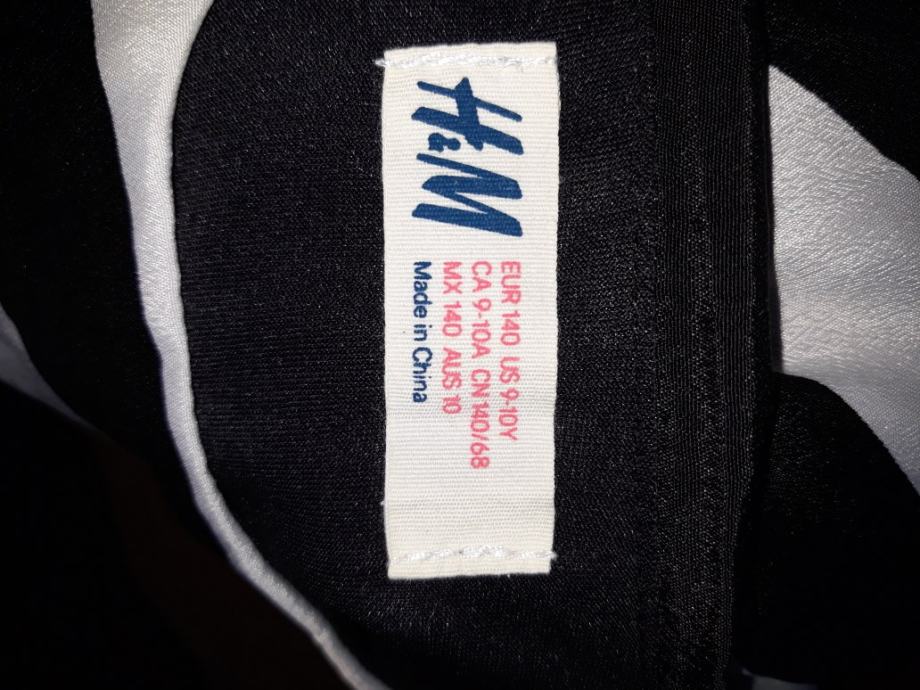 H&M
EUR 140 US 9-10Y
CA 9-10A CN 140/68
MX 140 AUS 10
Made in China